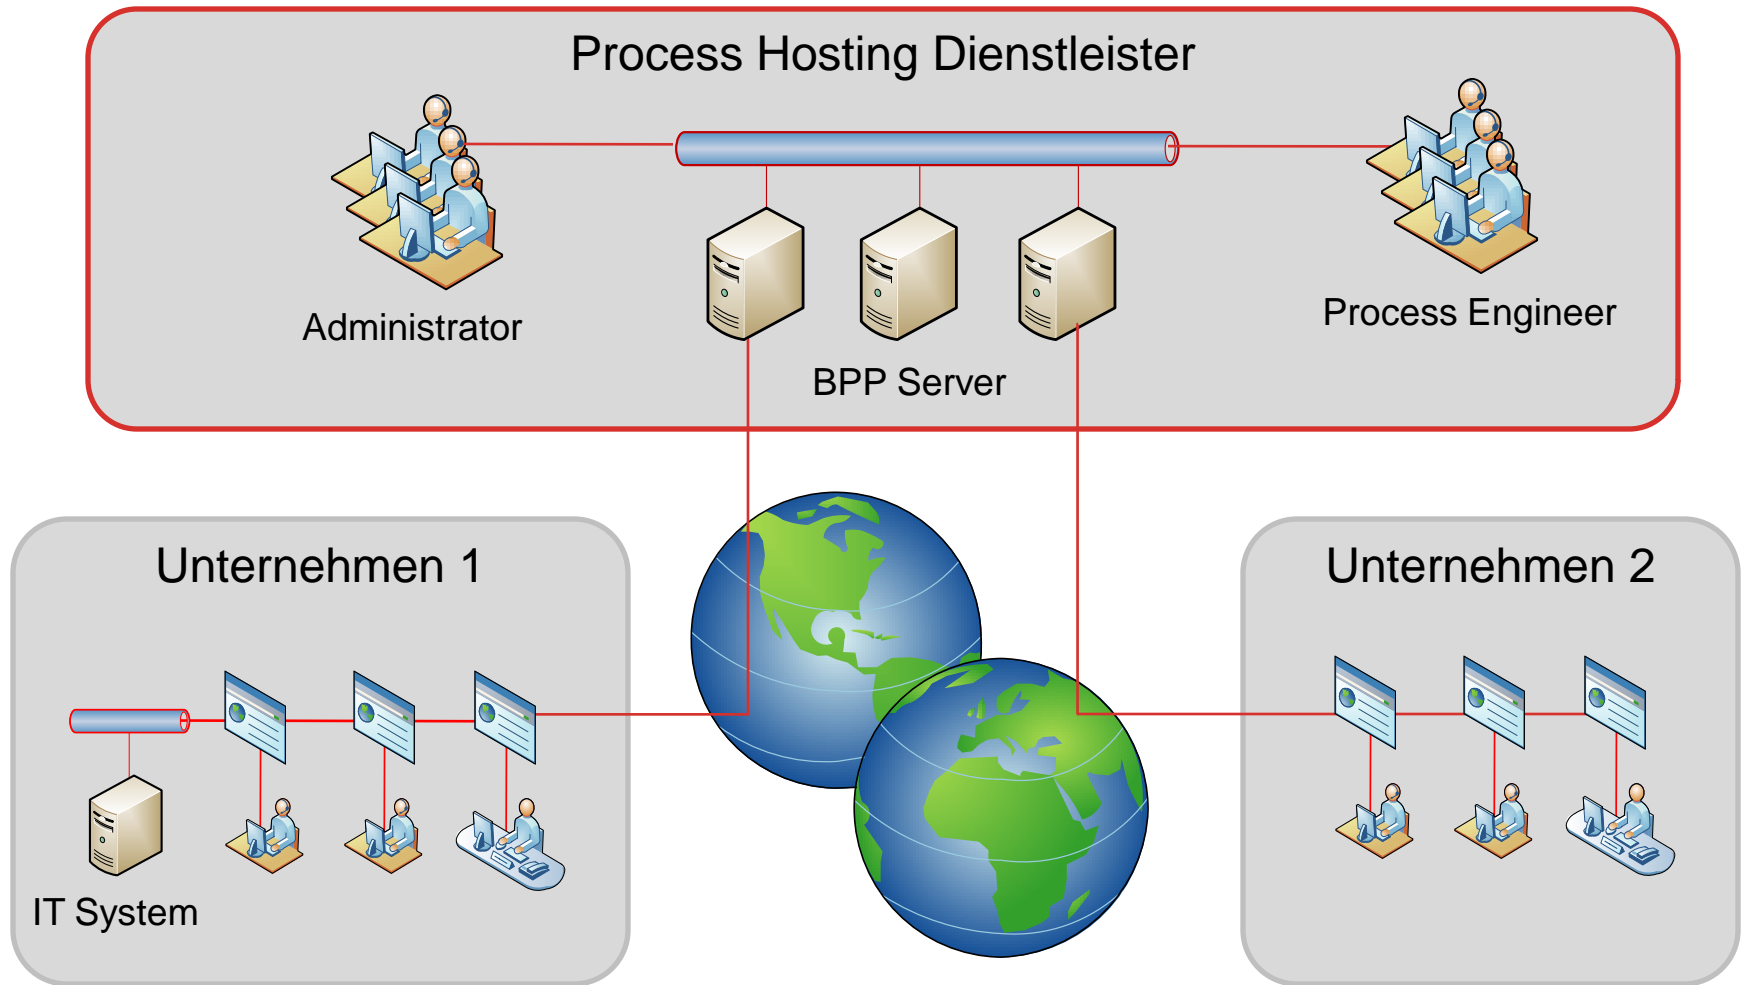 Process Hosting Dienstleister
Administrator
Process Engineer
BPP Server
Unternehmen 1
Unternehmen 2
IT System